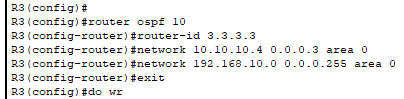 R3(config)#
R3(config)#router ospf 10
R3(config-router)#router-id 3.3.3.3
R3(config-router)#network 10.10.10.4 0.0.0.3 area 0
R3(config-router)#network 192.168.10.0 0.0.0.255 area 0
R3(config-router)#exit
R3(config)#do wr